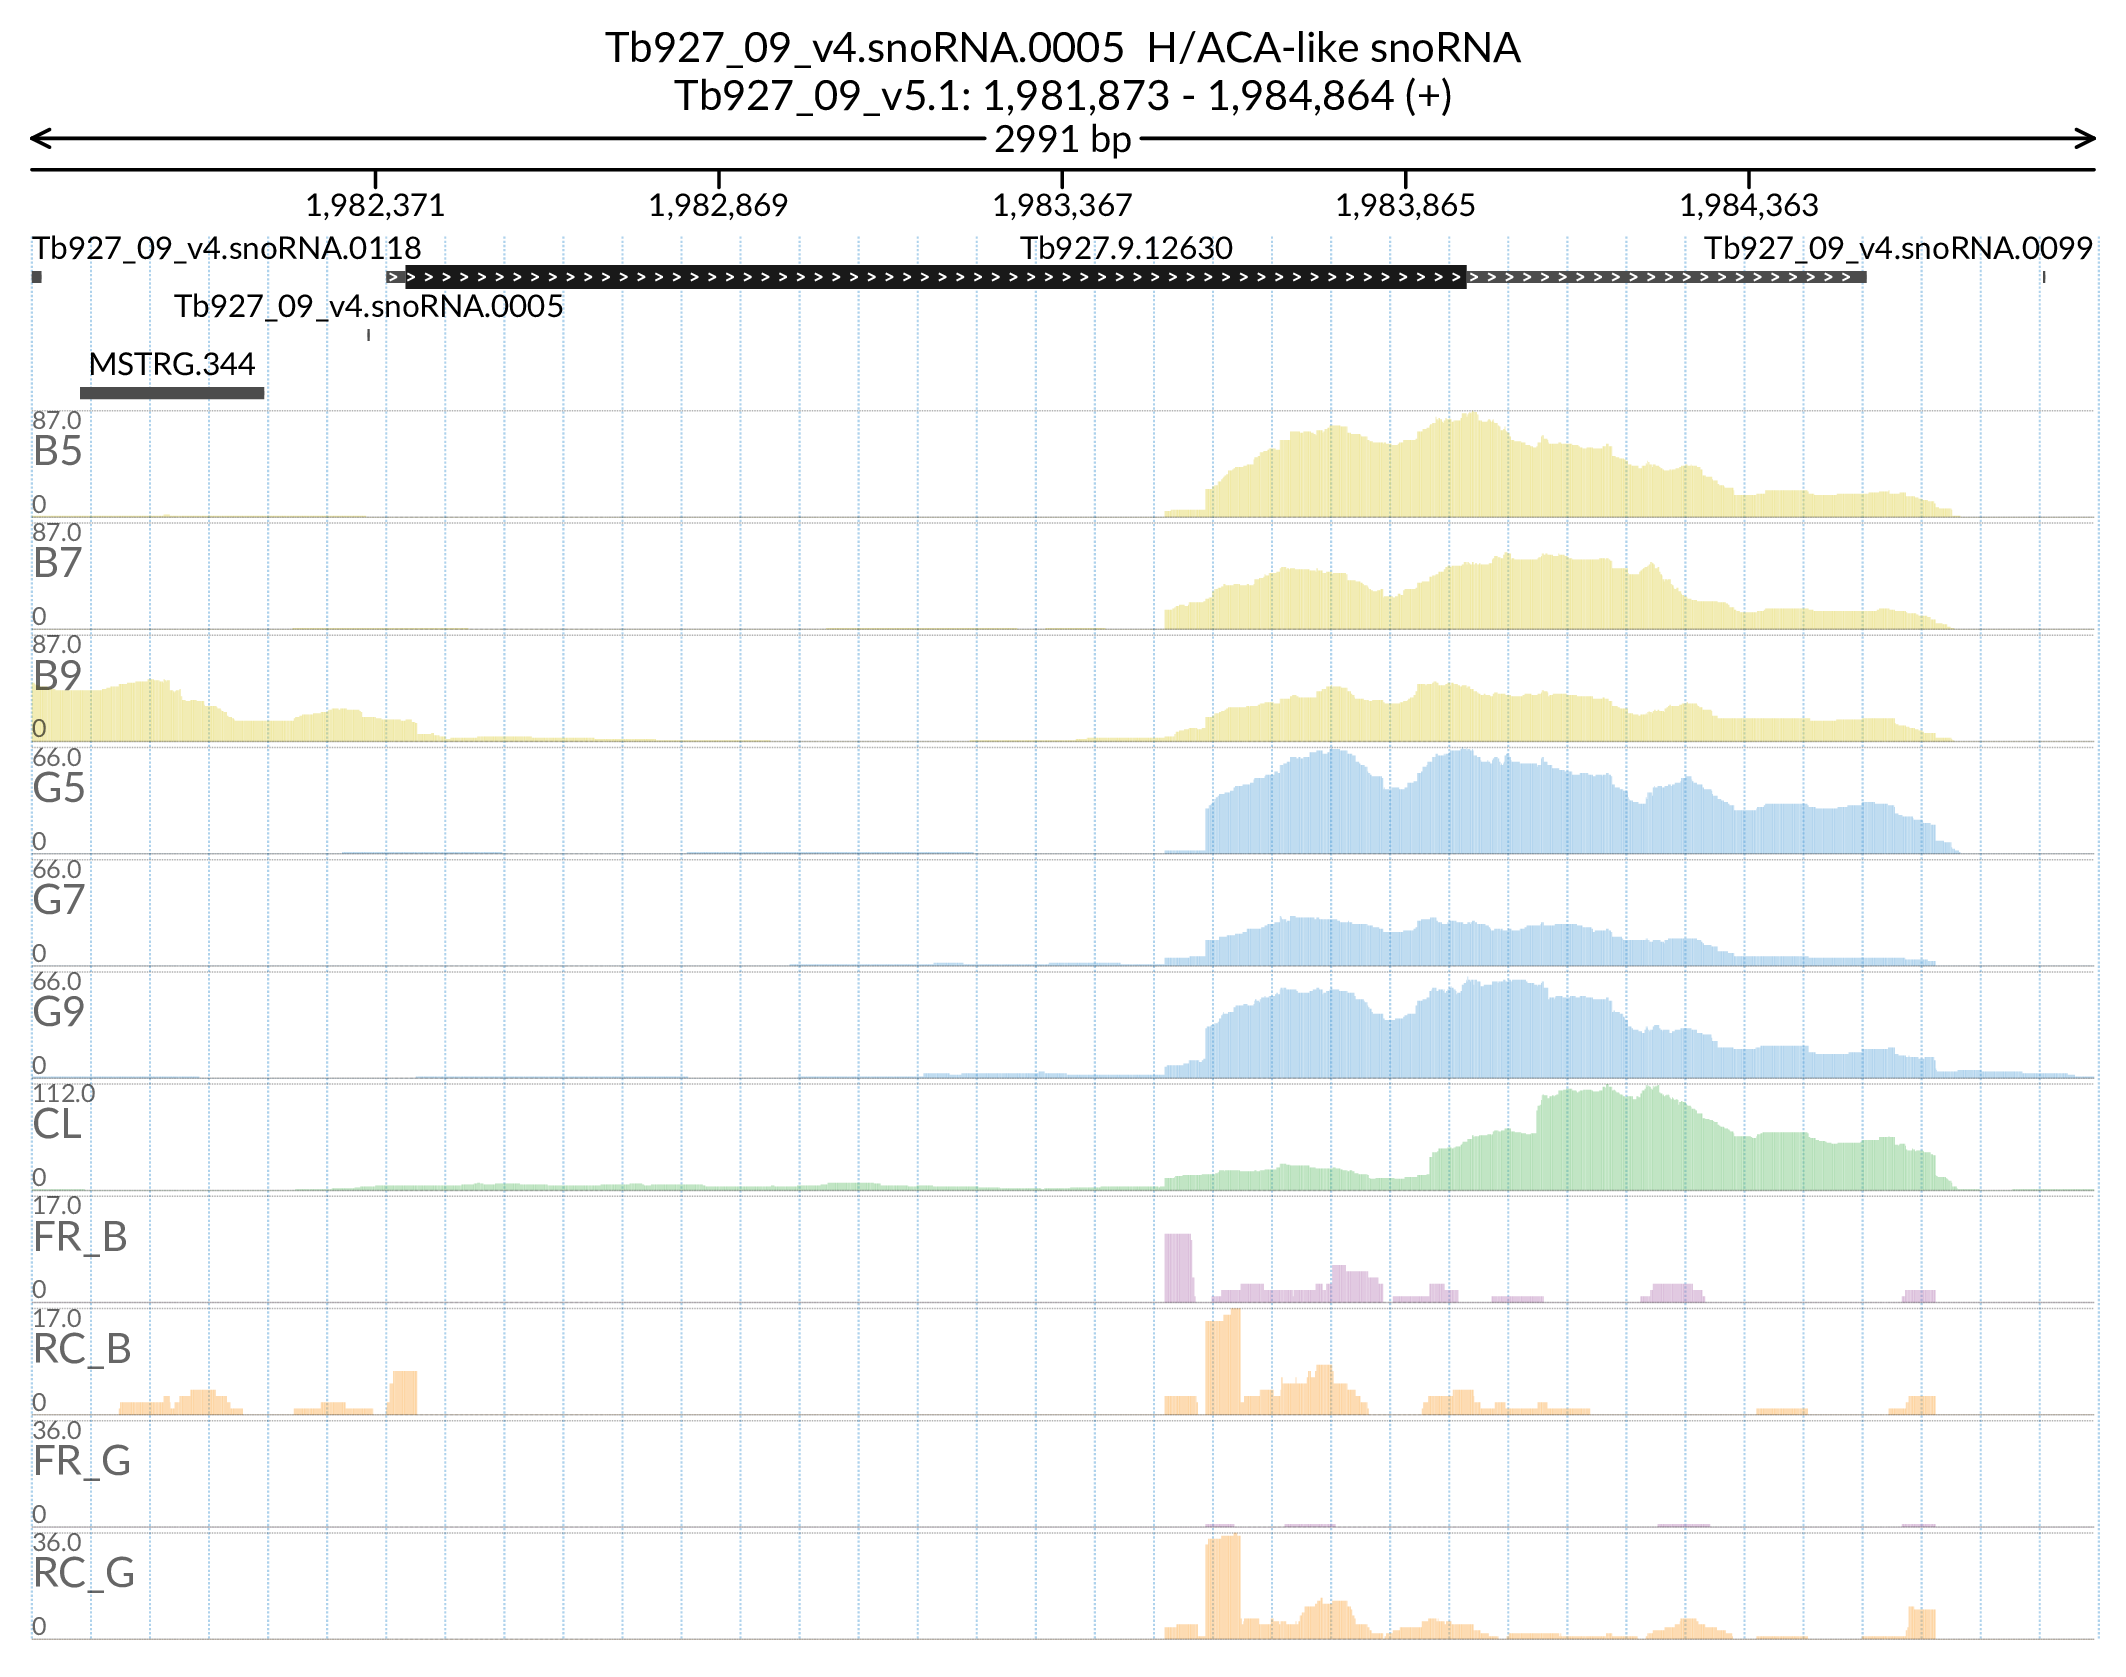 Tb927_09_v4.snoRNA.0005  H/ACA-like snoRNA
Tb927_09_v5.1: 1,981,873 - 1,984,864 (+)
2991 bp
1,982,371 1,982,869 1,983,367 1,983,865 1,984,363
Tb927_09_v4.snoRNA.0118 Tb927.9.12630 Tb927_09_v4.snoRNA.0099
Tb927_09_v4.snoRNA.0005
MSTRG.344
87.0
B5
0
87.0
B7
0
87.0
B9
0
66.0
G5
0
66.0
G7
0
66.0
G9
0
112.0
CL
0
17.0
FR_B
0
17.0
RC_B
0
36.0
FR_G
0
36.0
RC_G
0